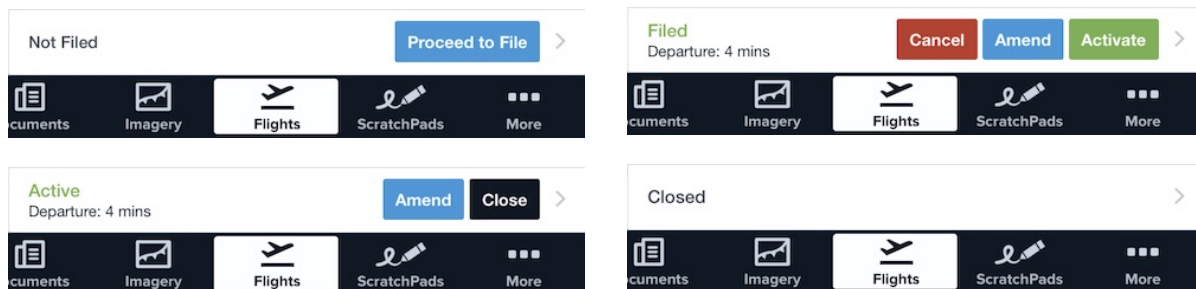 Not Filed
Proceed to File
cuments
Imagery
Flights
ScratchPads
More
Filed
Departure: 4 mins
Cancel
Amend
Activate
cuments
Imagery
Flights
ScratchPads
More
Active
Departure: 4 mins
Amend
Close
cuments
Imagery
Flights
ScratchPads
More
Closed
cuments
Imagery
Flights
ScratchPads
More